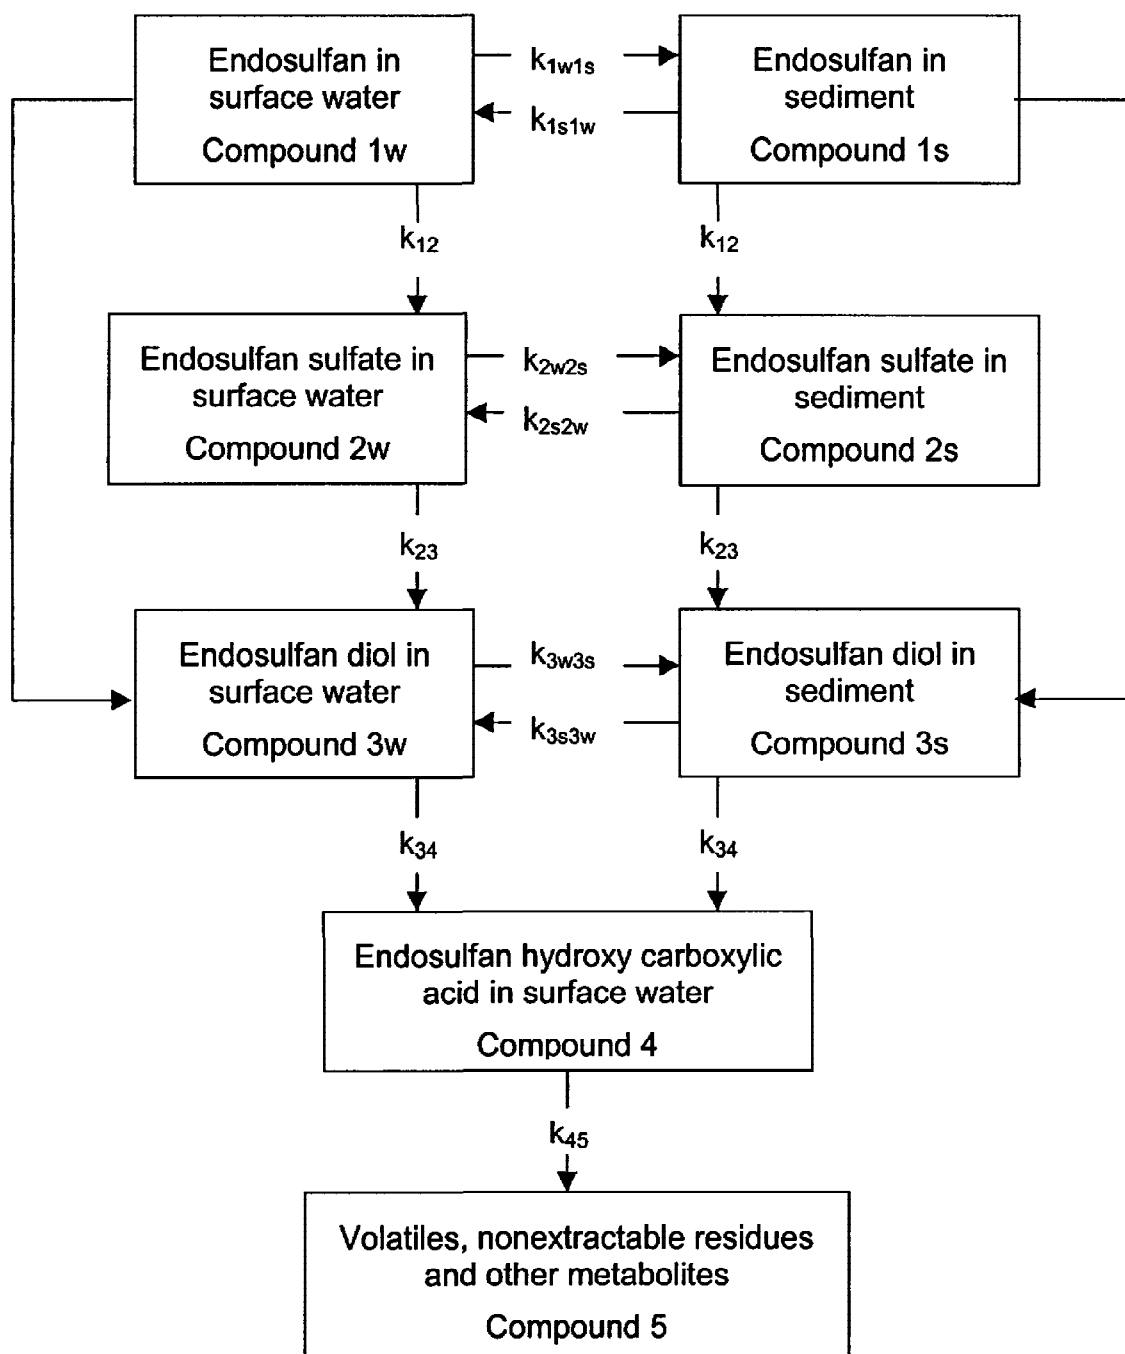 Endosulfan in
surface water
Compound 1w
k1w1s
k1s1w
Endosulfan in
sediment
Compound 1s
k12
k12
Endosulfan sulfate in
surface water
Compound 2w
k2w2s
k2s2w
Endosulfan sulfate in
sediment
Compound 2s
k23
k23
Endosulfan diol in
surface water
Compound 3w
k3w3s
k3s3w
Endosulfan diol in
sediment
Compound 3s
k34
k34
Endosulfan hydroxy carboxylic
acid in surface water
Compound 4
k45
Volatiles, nonextractable residues
and other metabolites
Compound 5